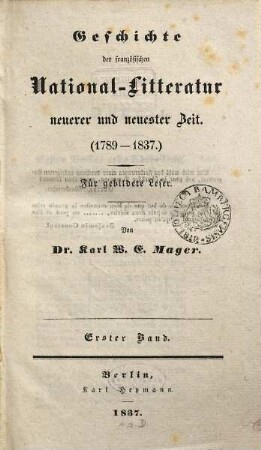 Geschichte
der französischen
National-Litteratur
neuerer und neuester Zeit.
(1789—1837.)
Für gebildete Leser.
Von
Dr. Karl W. E. Mager.
Erster Band.
Berlin,
Karl Heymann.
1837.